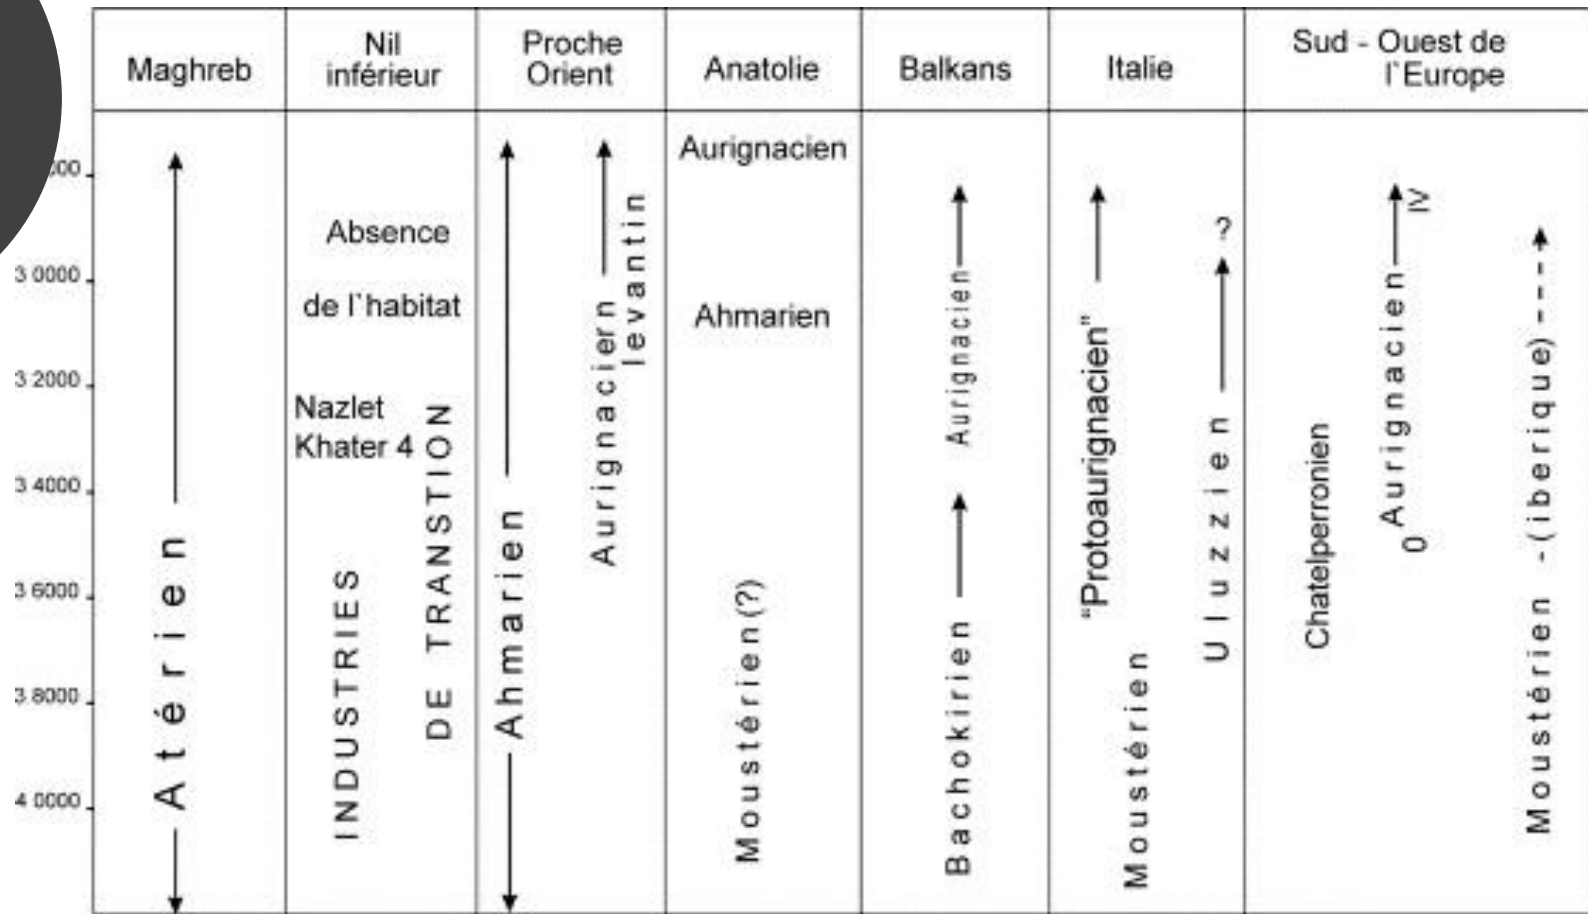 Maghreb
Nil
inférieur
Proche
Orient
Anatolie
Balkans
Italie
Sud - Ouest de
l`Europe
3 0000
3 2000
3 4000
3 6000
3 8000
4 0000
Atérien
Absence
de l`habitat
Nazlet
Khater 4
INDUSTRIES
DE TRANSTION
Ahmarien
Aurignaciern
levantin
Aurignacien
Ahmarien
Moustérien(?)
Aurignacien
Bachokirien
"Protoaurignacien"
Moustérien
?
Uluzzien
Chatelperronien
0 Aurignacien IV
Moustérien -(iberique)----